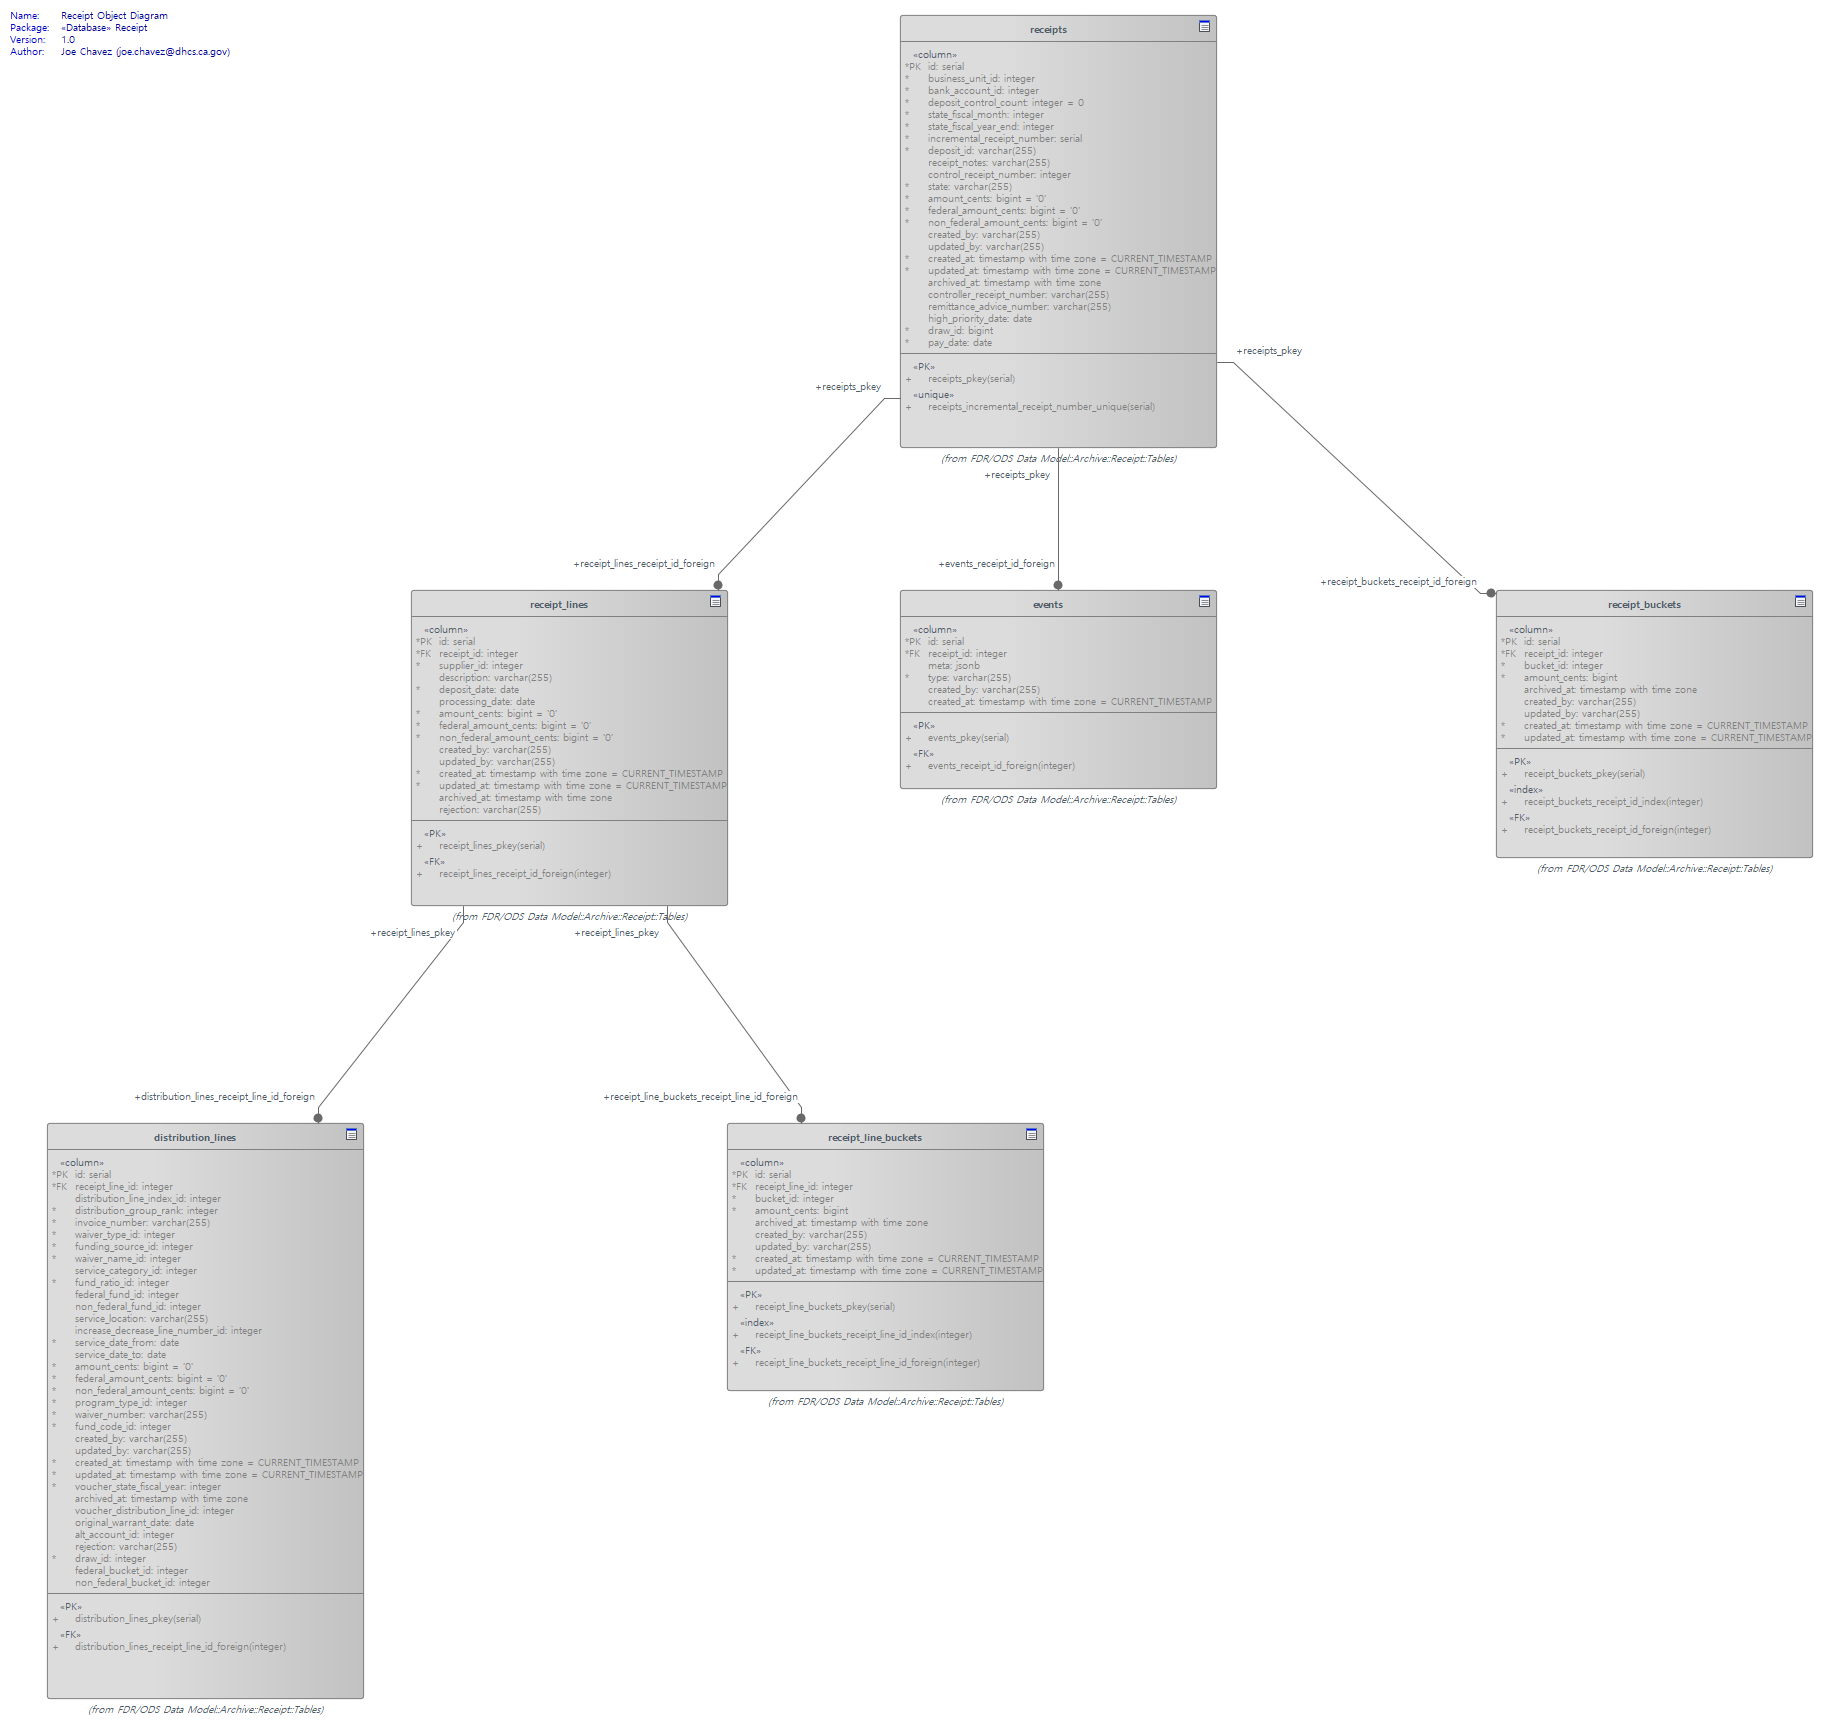 Name: Receipt Object Diagram
Package: «Database» Receipt
Version: 1.0
Author: Joe Chavez (joe.chavez@dhcs.ca.gov)
receipts
«column»
*PK id: serial
* business_unit_id: integer
* bank_account_id: integer
* deposit_control_count: integer = 0
* state_fiscal_month: integer
* state_fiscal_year_end: integer
* incremental_receipt_number: serial
* deposit_id: varchar(255)
receipt_notes: varchar(255)
control_receipt_number: integer
* state: varchar(255)
* amount_cents: bigint = '0'
* federal_amount_cents: bigint = '0'
* non_federal_amount_cents: bigint = '0'
created_by: varchar(255)
updated_by: varchar(255)
* created_at: timestamp with time zone = CURRENT_TIMESTAMP
* updated_at: timestamp with time zone = CURRENT_TIMESTAMP
archived_at: timestamp with time zone
controller_receipt_number: varchar(255)
remittance_advice_number: varchar(255)
high_priority_date: date
* draw_id: bigint
* pay_date: date
«PK»
+ receipts_pkey(serial)
«unique»
+ receipts_incremental_receipt_number_unique(serial)
(from FDR/ODS Data Model::Archive::Receipt::Tables)
+receipts_pkey
+receipts_pkey
+receipts_pkey
+receipt_lines_receipt_id_foreign
+events_receipt_id_foreign
+receipt_buckets_receipt_id_foreign
receipt_lines
«column»
*PK id: serial
*FK receipt_id: integer
* supplier_id: integer
description: varchar(255)
* deposit_date: date
processing_date: date
* amount_cents: bigint = '0'
* federal_amount_cents: bigint = '0'
* non_federal_amount_cents: bigint = '0'
created_by: varchar(255)
updated_by: varchar(255)
* created_at: timestamp with time zone = CURRENT_TIMESTAMP
* updated_at: timestamp with time zone = CURRENT_TIMESTAMP
archived_at: timestamp with time zone
rejection: varchar(255)
«PK»
+ receipt_lines_pkey(serial)
«FK»
+ receipt_lines_receipt_id_foreign(integer)
(from FDR/ODS Data Model::Archive::Receipt::Tables)
events
«column»
*PK id: serial
*FK receipt_id: integer
meta: jsonb
* type: varchar(255)
created_by: varchar(255)
created_at: timestamp with time zone = CURRENT_TIMESTAMP
«PK»
+ events_pkey(serial)
«FK»
+ events_receipt_id_foreign(integer)
(from FDR/ODS Data Model::Archive::Receipt::Tables)
receipt_buckets
«column»
*PK id: serial
*FK receipt_id: integer
* bucket_id: integer
* amount_cents: bigint
archived_at: timestamp with time zone
created_by: varchar(255)
updated_by: varchar(255)
* created_at: timestamp with time zone = CURRENT_TIMESTAMP
* updated_at: timestamp with time zone = CURRENT_TIMESTAMP
«PK»
+ receipt_buckets_pkey(serial)
«index»
+ receipt_buckets_receipt_id_index(integer)
«FK»
+ receipt_buckets_receipt_id_foreign(integer)
(from FDR/ODS Data Model::Archive::Receipt::Tables)
+receipt_lines_pkey
+receipt_lines_pkey
+distribution_lines_receipt_line_id_foreign
+receipt_line_buckets_receipt_line_id_foreign
distribution_lines
«column»
*PK id: serial
*FK receipt_line_id: integer
distribution_line_index_id: integer
* distribution_group_rank: integer
* invoice_number: varchar(255)
* waiver_type_id: integer
* funding_source_id: integer
* waiver_name_id: integer
service_category_id: integer
* fund_ratio_id: integer
federal_fund_id: integer
non_federal_fund_id: integer
service_location: varchar(255)
increase_decrease_line_number_id: integer
* service_date_from: date
service_date_to: date
* amount_cents: bigint = '0'
* federal_amount_cents: bigint = '0'
* non_federal_amount_cents: bigint = '0'
* program_type_id: integer
* waiver_number: varchar(255)
* fund_code_id: integer
created_by: varchar(255)
updated_by: varchar(255)
* created_at: timestamp with time zone = CURRENT_TIMESTAMP
* updated_at: timestamp with time zone = CURRENT_TIMESTAMP
* voucher_state_fiscal_year: integer
archived_at: timestamp with time zone
voucher_distribution_line_id: integer
original_warrant_date: date
alt_account_id: integer
rejection: varchar(255)
* draw_id: integer
federal_bucket_id: integer
non_federal_bucket_id: integer
«PK»
+ distribution_lines_pkey(serial)
«FK»
+ distribution_lines_receipt_line_id_foreign(integer)
(from FDR/ODS Data Model::Archive::Receipt::Tables)
receipt_line_buckets
«column»
*PK id: serial
*FK receipt_line_id: integer
* bucket_id: integer
* amount_cents: bigint
archived_at: timestamp with time zone
created_by: varchar(255)
updated_by: varchar(255)
* created_at: timestamp with time zone = CURRENT_TIMESTAMP
* updated_at: timestamp with time zone = CURRENT_TIMESTAMP
«PK»
+ receipt_line_buckets_pkey(serial)
«index»
+ receipt_line_buckets_receipt_line_id_index(integer)
«FK»
+ receipt_line_buckets_receipt_line_id_foreign(integer)
(from FDR/ODS Data Model::Archive::Receipt::Tables)